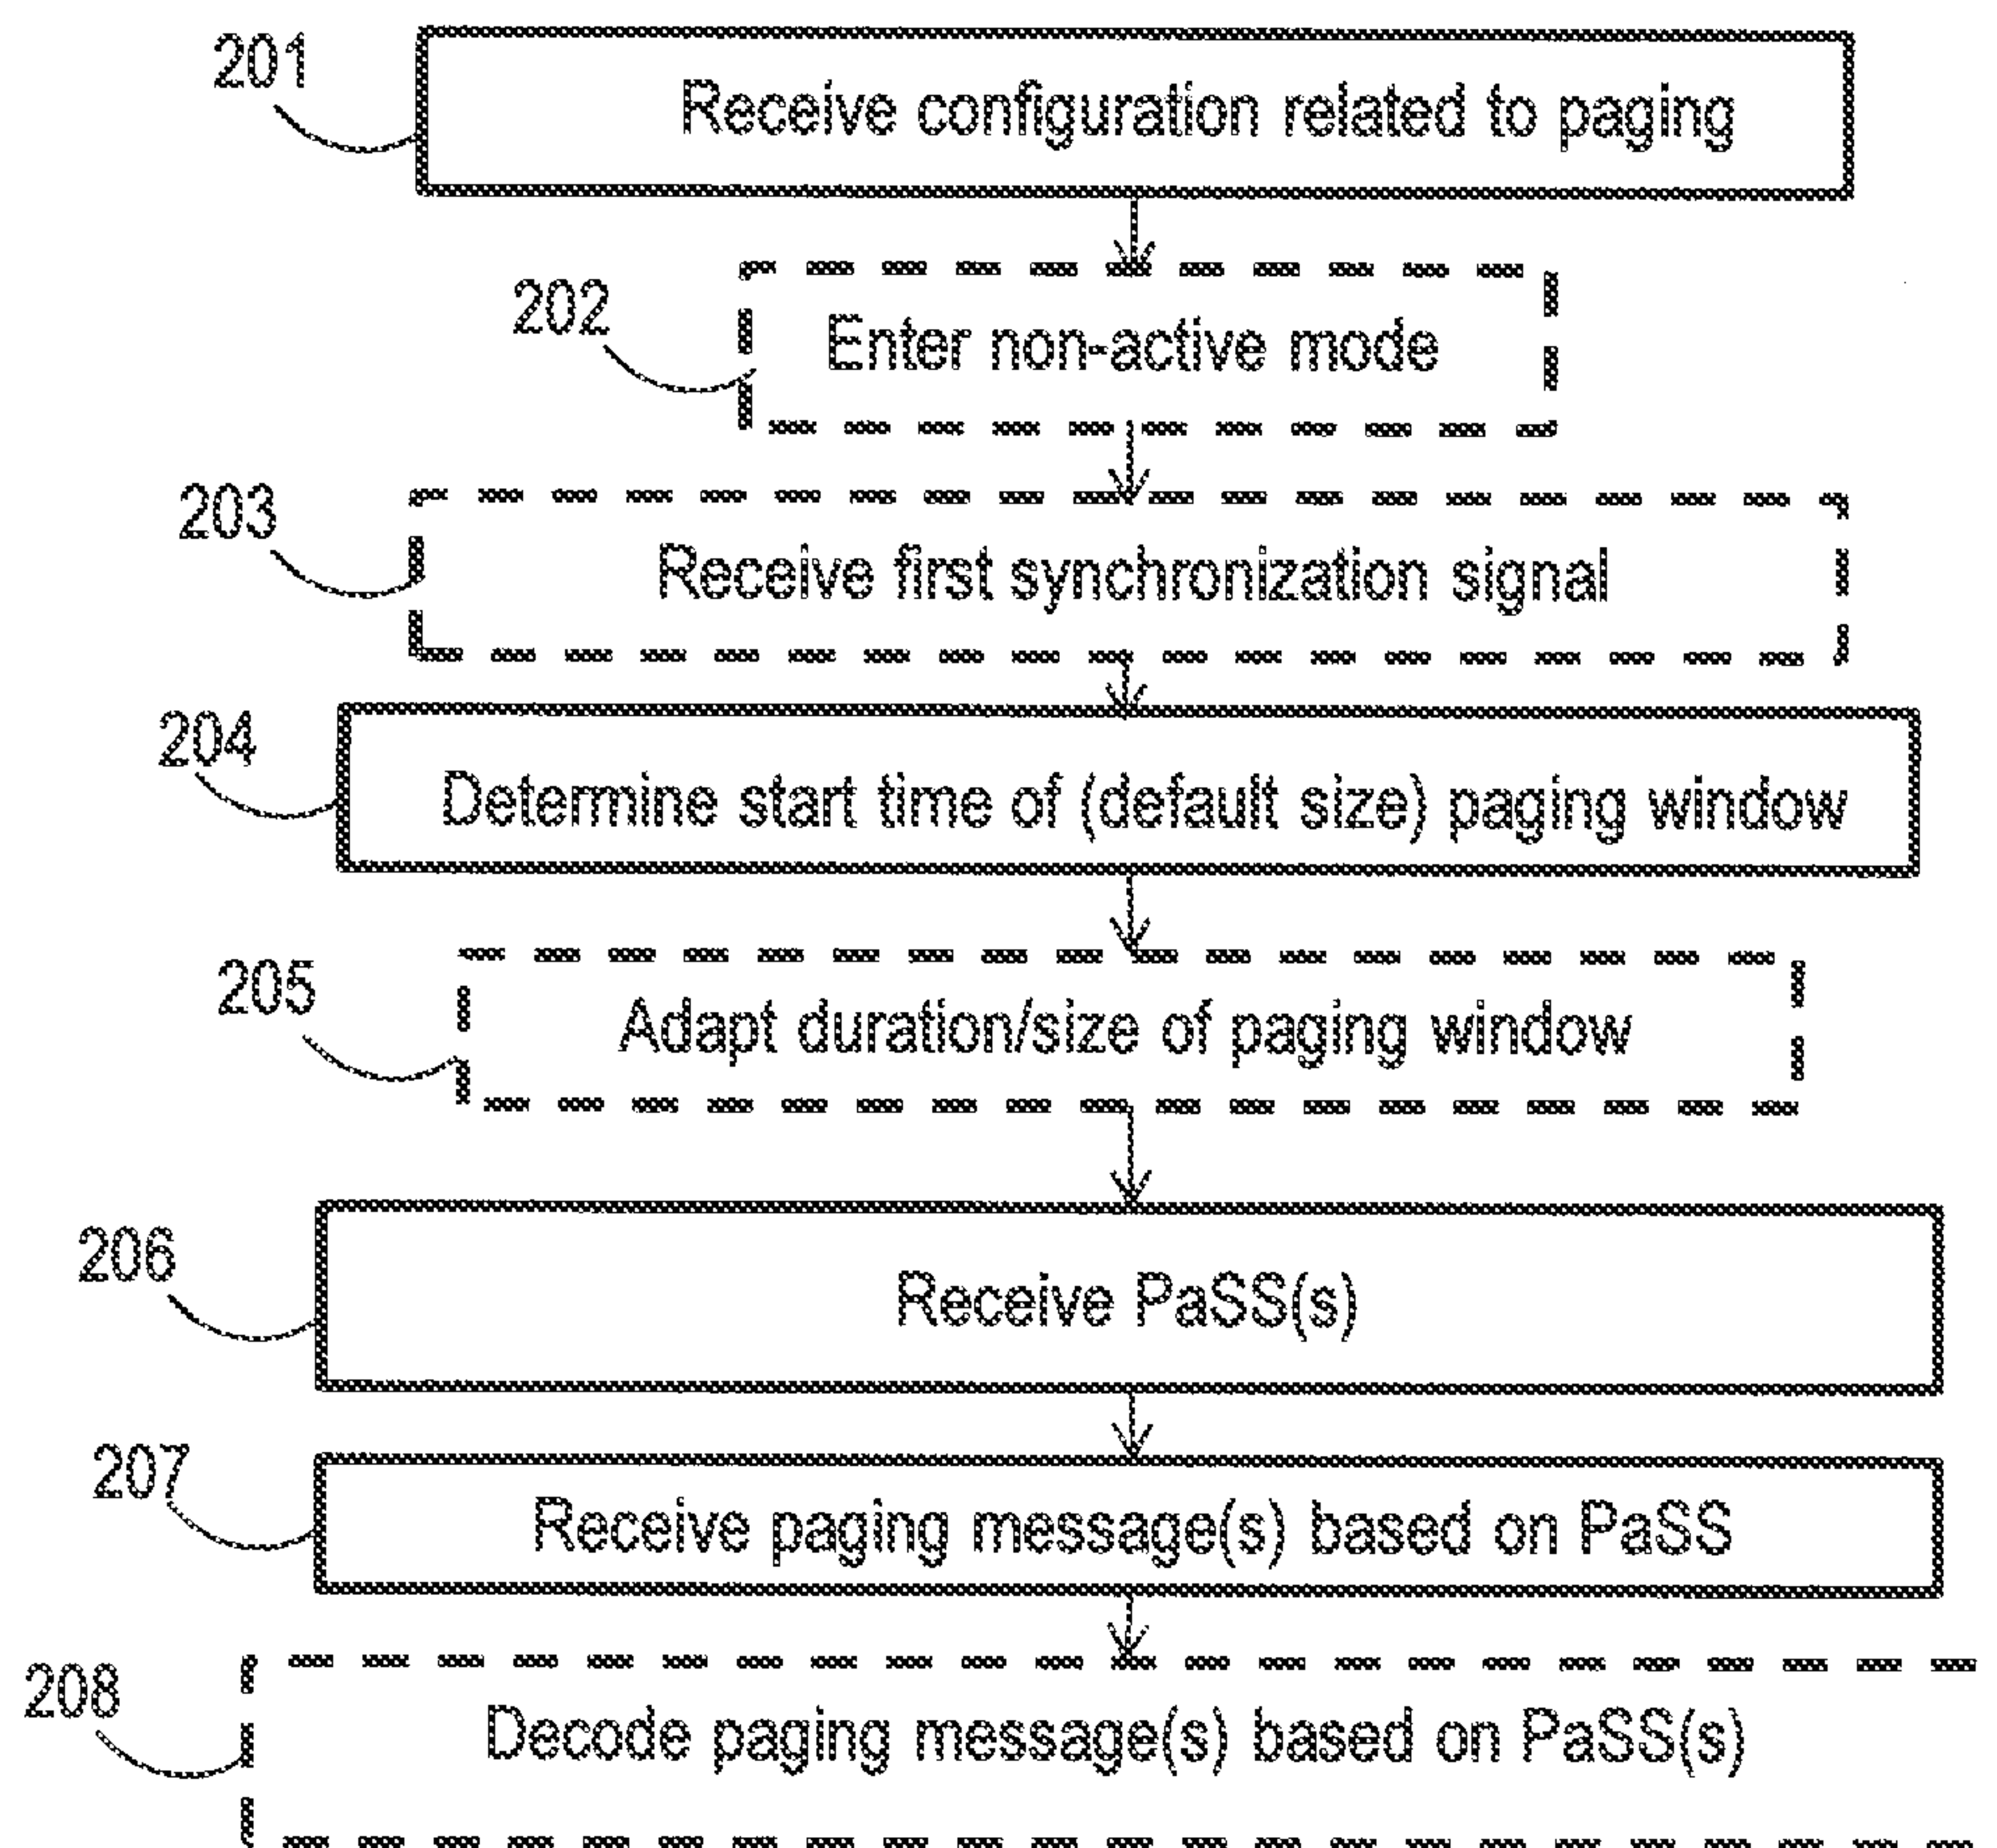 201
Receive configuration related to paging
202
Enter non-active mode
203
Receive first synchronization signal
204
Determine start time of (default size) paging window
205
Adapt duration/size of paging window
206
Receive PaSS(s)
207
Receive paging message(s) based on PaSS
208
Decode paging message(s) based on PaSS(s)